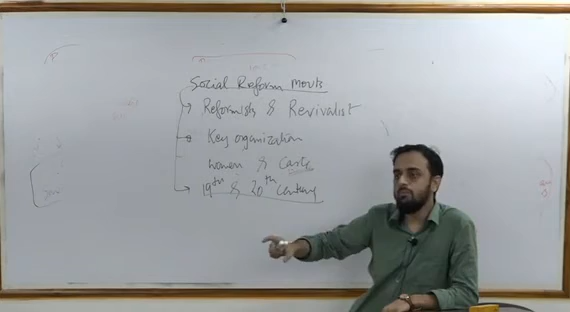 Social Reform Movts
Reformists & Revivalist
Key organization
women & Caste
19th & 20th century